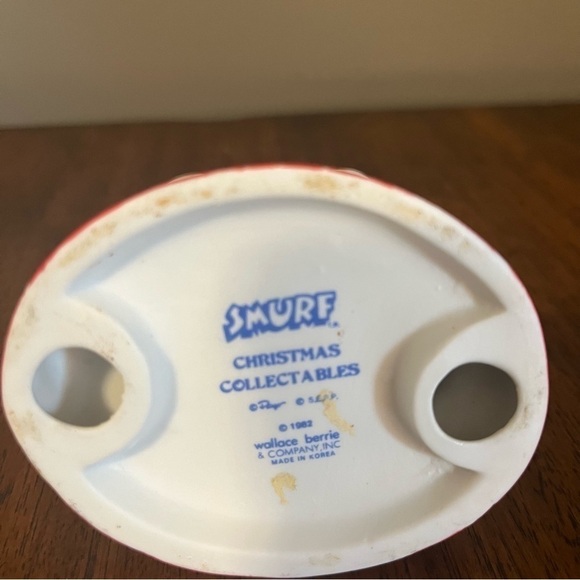 SMURF
CHRISTMAS
COLLECTABLES
© Peyo © S.E.P.P.
© 1982
wallace berrie
& COMPANY, INC
MADE IN KOREA